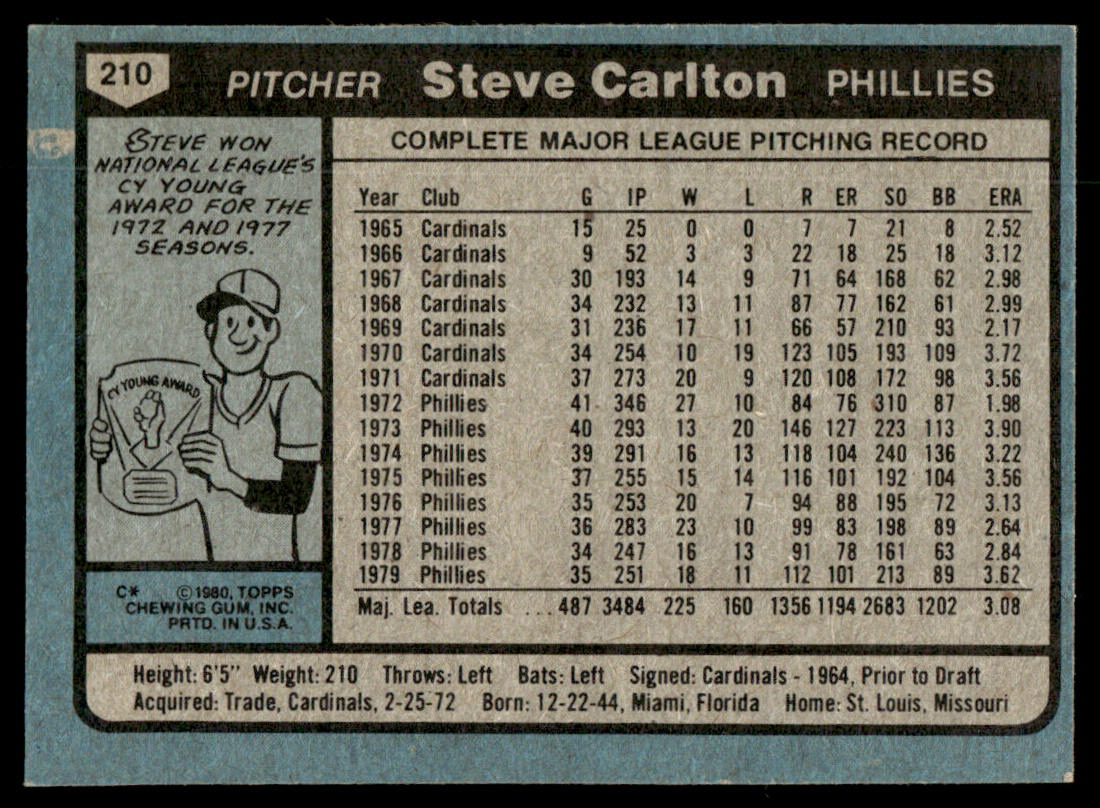 210 PITCHER Steve Carlton PHILLIES
STEVE WON
NATIONAL LEAGUE'S
CY YOUNG
AWARD FOR THE
1972 AND 1977
SEASONS.
CY YOUNG AWARD
C* ©1980, TOPPS
CHEWING GUM, INC.
PRTD. IN U.S.A.
COMPLETE MAJOR LEAGUE PITCHING RECORD
Year Club G IP W L R ER SO BB ERA
1965 Cardinals 15 25 0 0 7 7 21 8 2.52
1966 Cardinals 9 52 3 3 22 18 25 18 3.12
1967 Cardinals 30 193 14 9 71 64 168 62 2.98
1968 Cardinals 34 232 13 11 87 77 162 61 2.99
1969 Cardinals 31 236 17 11 66 57 210 93 2.17
1970 Cardinals 34 254 10 19 123 105 193 109 3.72
1971 Cardinals 37 273 20 9 120 108 172 98 3.56
1972 Phillies 41 346 27 10 84 76 310 87 1.98
1973 Phillies 40 293 13 20 146 127 223 113 3.90
1974 Phillies 39 291 16 13 118 104 240 136 3.22
1975 Phillies 37 255 15 14 116 101 192 104 3.56
1976 Phillies 35 253 20 7 94 88 195 72 3.13
1977 Phillies 36 283 23 10 99 83 198 89 2.64
1978 Phillies 34 247 16 13 91 78 161 63 2.84
1979 Phillies 35 251 18 11 112 101 213 89 3.62
Maj. Lea. Totals ... 487 3484 225 160 1356 1194 2683 1202 3.08
Height: 6'5" Weight: 210 Throws: Left Bats: Left Signed: Cardinals - 1964, Prior to Draft
Acquired: Trade, Cardinals, 2-25-72 Born: 12-22-44, Miami, Florida Home: St. Louis, Missouri